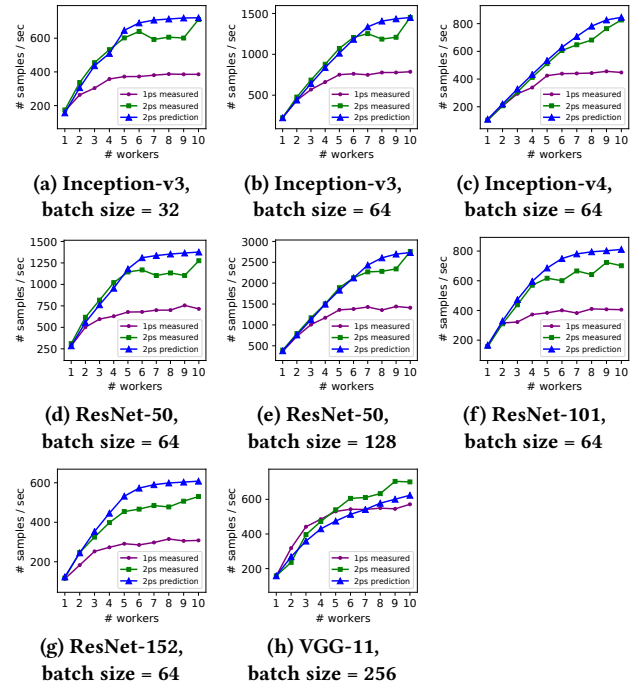 600
400
200
# samples / sec
1ps measured
2ps measured
2ps prediction
1 2 3 4 5 6 7 8 9 10
# workers
(a) Inception-v3,
batch size = 32
1500
1000
500
# samples / sec
1ps measured
2ps measured
2ps prediction
1 2 3 4 5 6 7 8 9 10
# workers
(b) Inception-v3,
batch size = 64
800
600
400
200
# samples / sec
1ps measured
2ps measured
2ps prediction
1 2 3 4 5 6 7 8 9 10
# workers
(c) Inception-v4,
batch size = 64
1500
1250
1000
750
500
250
# samples / sec
1ps measured
2ps measured
2ps prediction
1 2 3 4 5 6 7 8 9 10
# workers
(d) ResNet-50,
batch size = 64
3000
2500
2000
1500
1000
500
# samples / sec
1ps measured
2ps measured
2ps prediction
1 2 3 4 5 6 7 8 9 10
# workers
(e) ResNet-50,
batch size = 128
800
600
400
200
# samples / sec
1ps measured
2ps measured
2ps prediction
1 2 3 4 5 6 7 8 9 10
# workers
(f) ResNet-101,
batch size = 64
600
400
200
# samples / sec
1ps measured
2ps measured
2ps prediction
1 2 3 4 5 6 7 8 9 10
# workers
(g) ResNet-152,
batch size = 64
600
400
200
# samples / sec
1ps measured
2ps measured
2ps prediction
1 2 3 4 5 6 7 8 9 10
# workers
(h) VGG-11,
batch size = 256